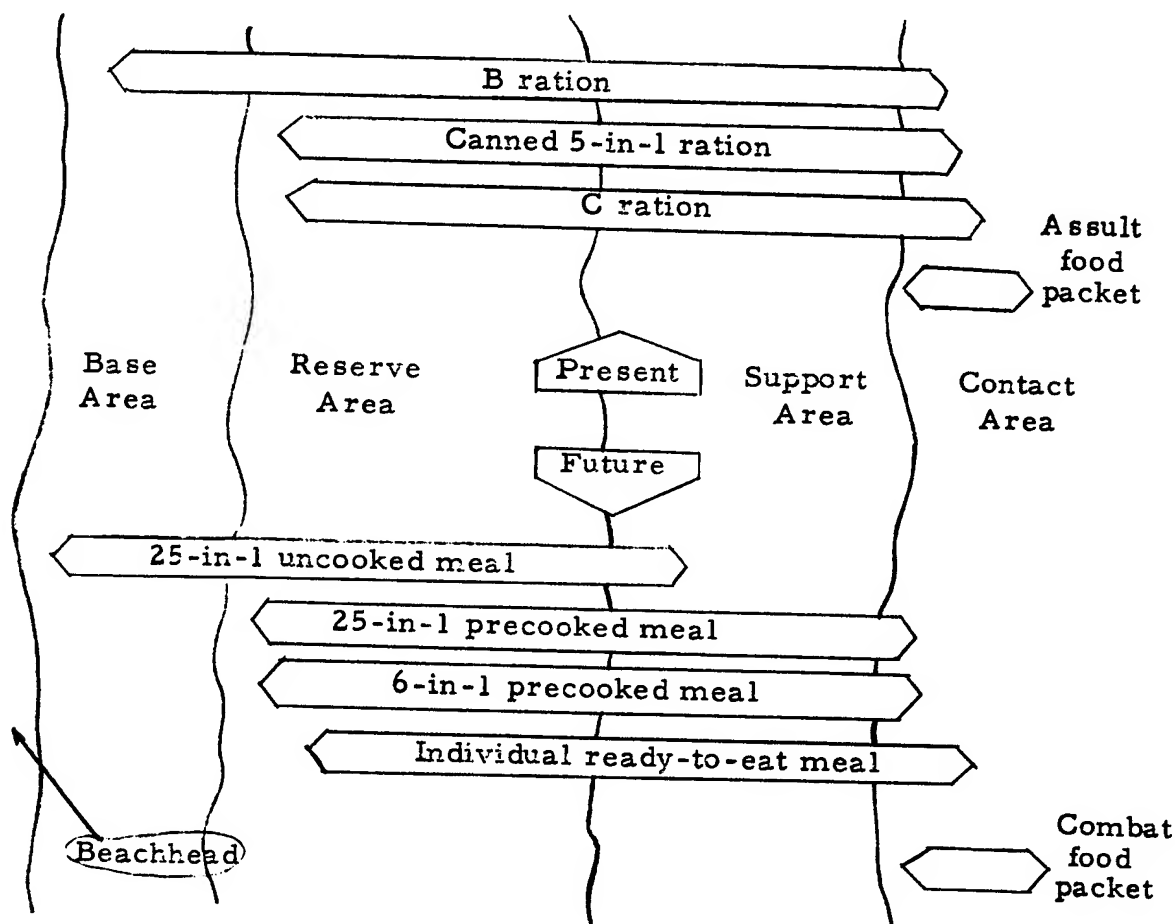 B ration
Canned 5-in-1 ration
C ration
Assult
food
packet
Base
Area
Reserve
Area
Present
Support
Area
Contact
Area
Future
25-in-1 uncooked meal
25-in-1 precooked meal
6-in-1 precooked meal
Individual ready-to-eat meal
Beachhead
Combat
food
packet